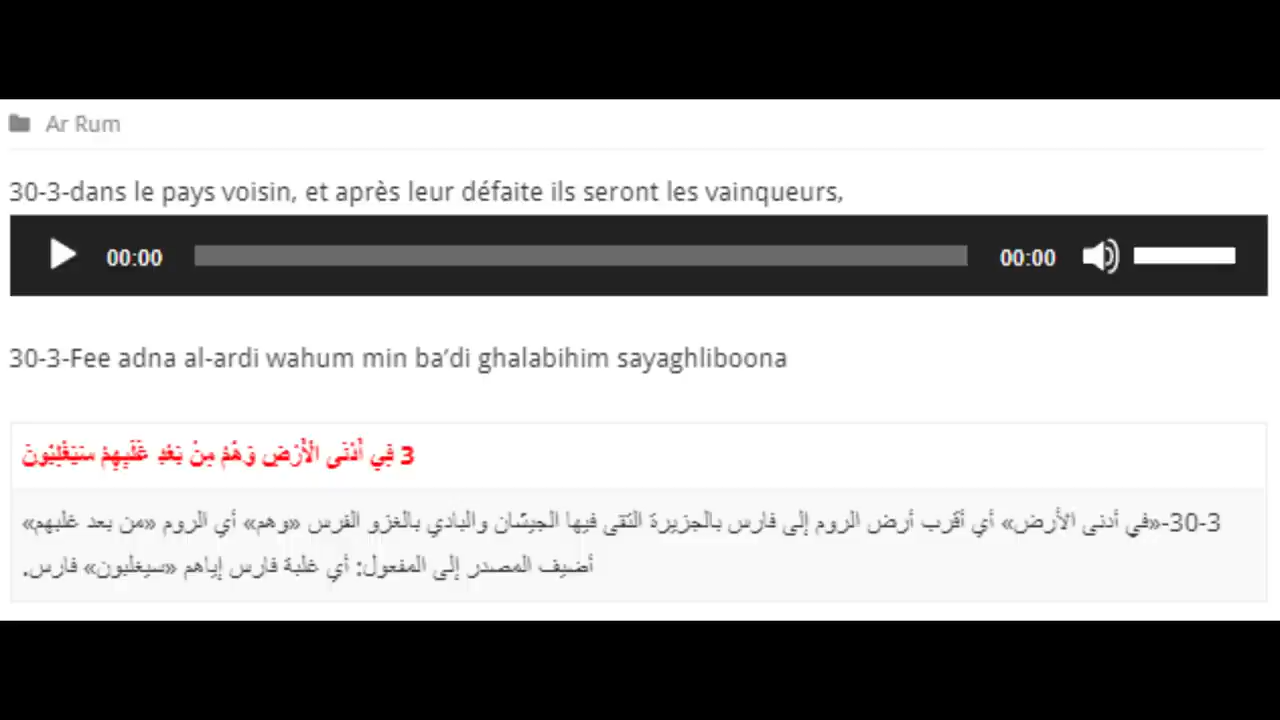 Ar Rum
30-3-dans le pays voisin, et après leur défaite ils seront les vainqueurs,
00:00 00:00
30-3-Fee adna al-ardi wahum min ba’di ghalabihim sayaghliboona
3 فِي أَدْنَى الْأَرْضِ وَهُمْ مِنْ بَعْدِ غَلَبِهِمْ سَيَغْلِبُونَ
30-3-«في أدنى الأرض» أي أقرب أرض الروم إلى فارس بالجزيرة التقى فيها الجيشان والبادي بالغزو الفرس «وهم» أي الروم «من بعد غلبهم»
أضيف المصدر إلى المفعول: أي غلبة فارس إياهم «سيغلبون» فارس.